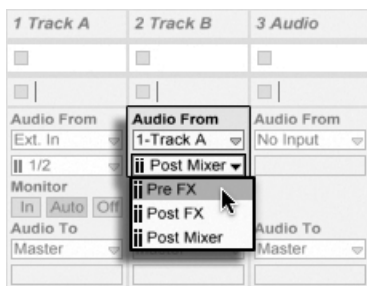 1 Track A 2 Track B 3 Audio
Audio From Audio From Audio From
Ext. In 1-Track A No Input
1/2 Post Mixer
Monitor Pre FX
In Auto Off Post FX
Audio To Post Mixer Audio To
Master Master